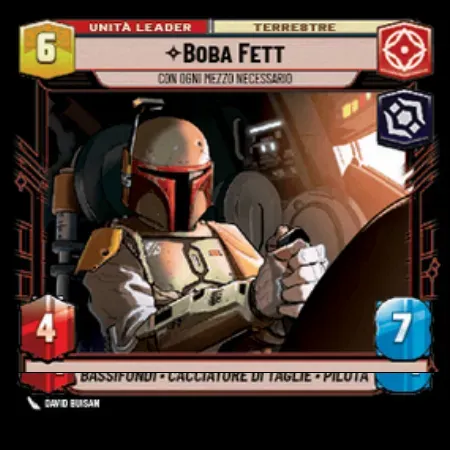 UNITÀ LEADER
TERRESTRE
6
BOBA FETT
CON OGNI MEZZO NECESSARIO
4
7
BASSIFONDI • CACCIATORE DI TAGLIE • PILOTA
DAVID BUISAN